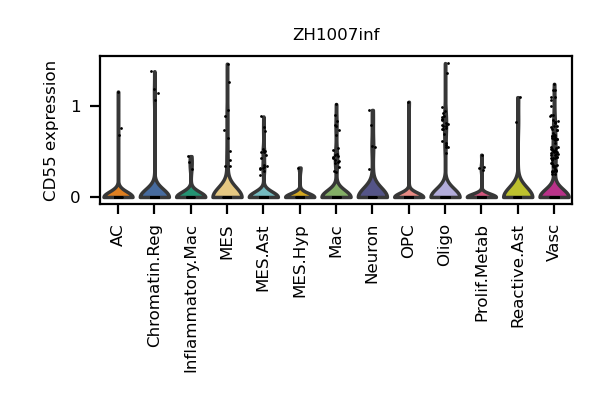 ZH1007inf
CD55 expression
1
0
AC
Chromatin.Reg
Inflammatory.Mac
MES
MES.Ast
MES.Hyp
Mac
Neuron
OPC
Oligo
Prolif.Metab
Reactive.Ast
Vasc